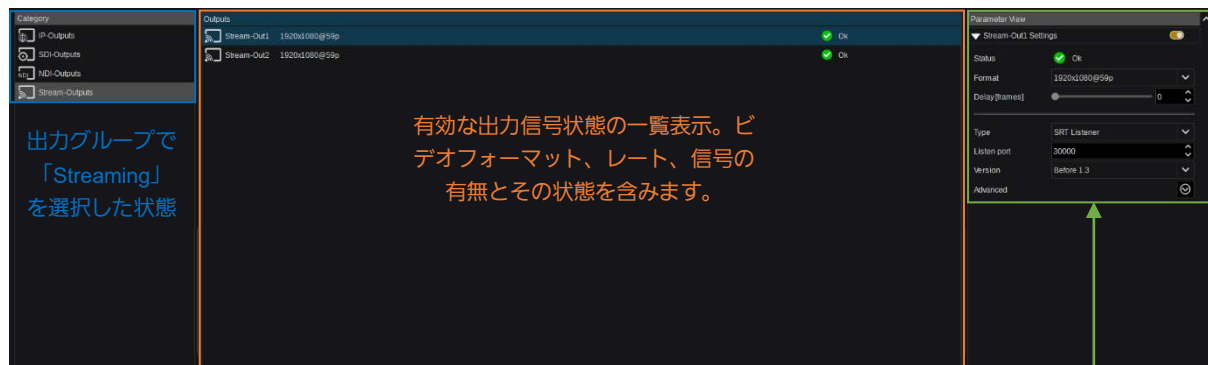 Category
IP-Outputs
SDI-Outputs
NDI NDI-Outputs
Stream-Outputs
出力グループで
「Streaming」
を選択した状態
Outputs
Stream-Out1 1920x1080@59p Ok
Stream-Out2 1920x1080@59p Ok
有効な出力信号状態の一覧表示。ビ
デオフォーマット、レート、信号の
有無とその状態を含みます。
Parameter View
Stream-Out1 Settings
Status Ok
Format 1920x1080@59p
Delay[frames] 0
Type SRT Listener
Listen port 30000
Version Before 1.3
Advanced